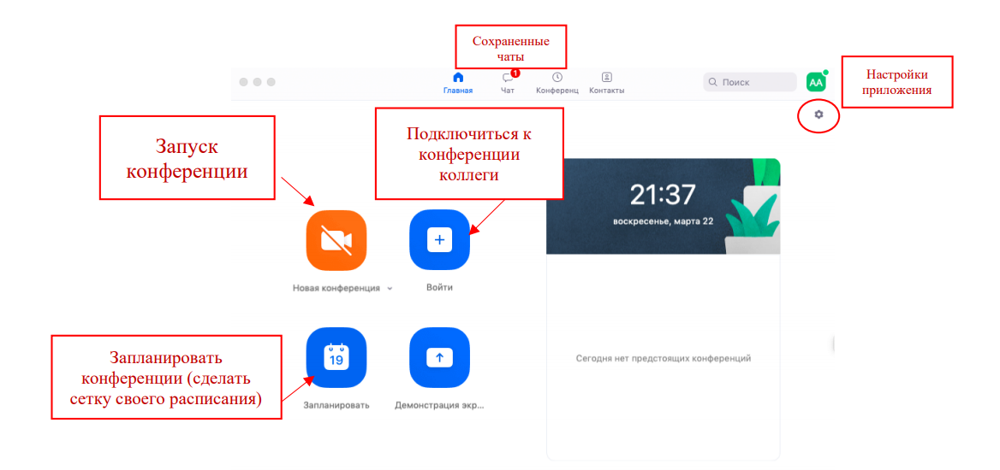 Сохраненные
чаты
1
Главная
Чат
Конференц
Контакты
Поиск
AA
Настройки
приложения
Запуск
конференции
Подключиться к
конференции
коллеги
21:37
воскресенье, марта 22
Новая конференция
Войти
Запланировать
конференции (сделать
сетку своего расписания)
19
Запланировать
Демонстрация экр...
Сегодня нет предстоящих конференций